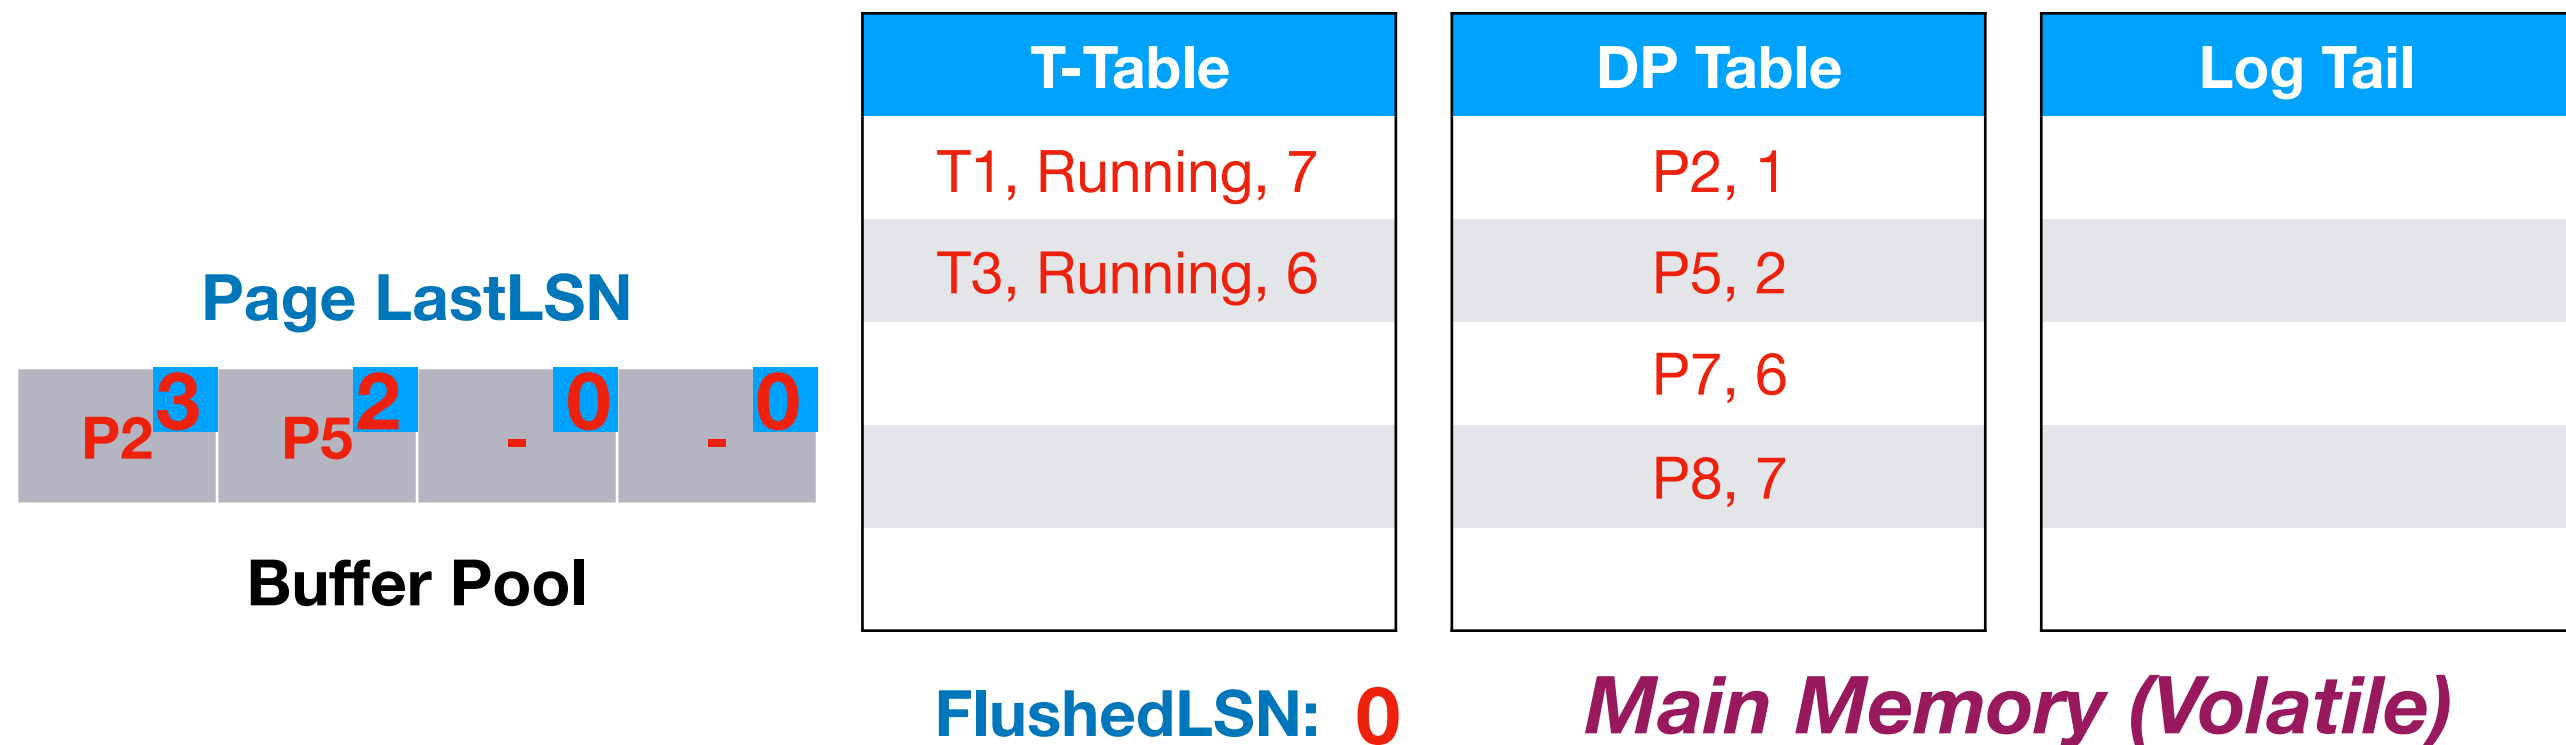 T-Table
T1, Running, 7
T3, Running, 6
DP Table
P2, 1
P5, 2
P7, 6
P8, 7
Log Tail
Page LastLSN
P2 3
P5 2
- 0
- 0
Buffer Pool
FlushedLSN: 0
Main Memory (Volatile)